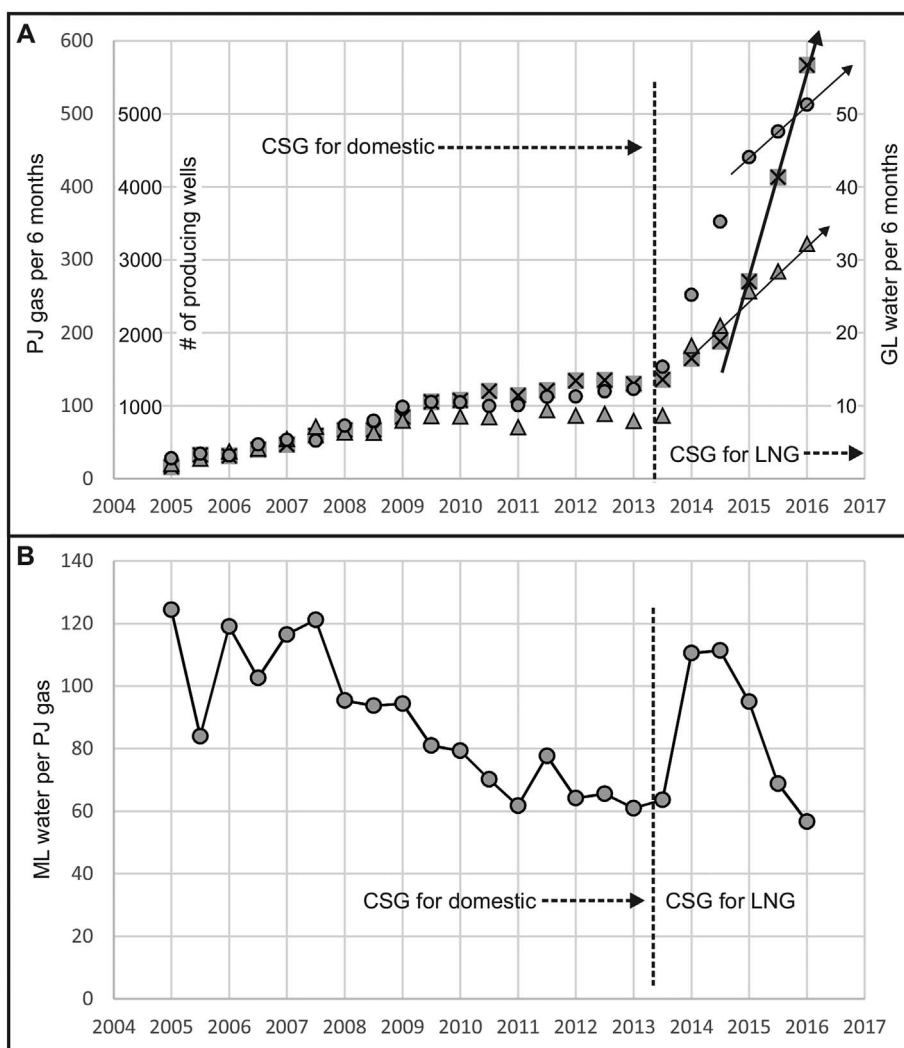 A
600
500
400
300
200
100
0
PJ gas per 6 months
5000
4000
3000
2000
1000
# of producing wells
CSG for domestic
CSG for LNG
50
40
30
20
10
GL water per 6 months
2004 2005 2006 2007 2008 2009 2010 2011 2012 2013 2014 2015 2016 2017
B
140
120
100
80
60
40
20
0
ML water per PJ gas
CSG for domestic
CSG for LNG
2004 2005 2006 2007 2008 2009 2010 2011 2012 2013 2014 2015 2016 2017